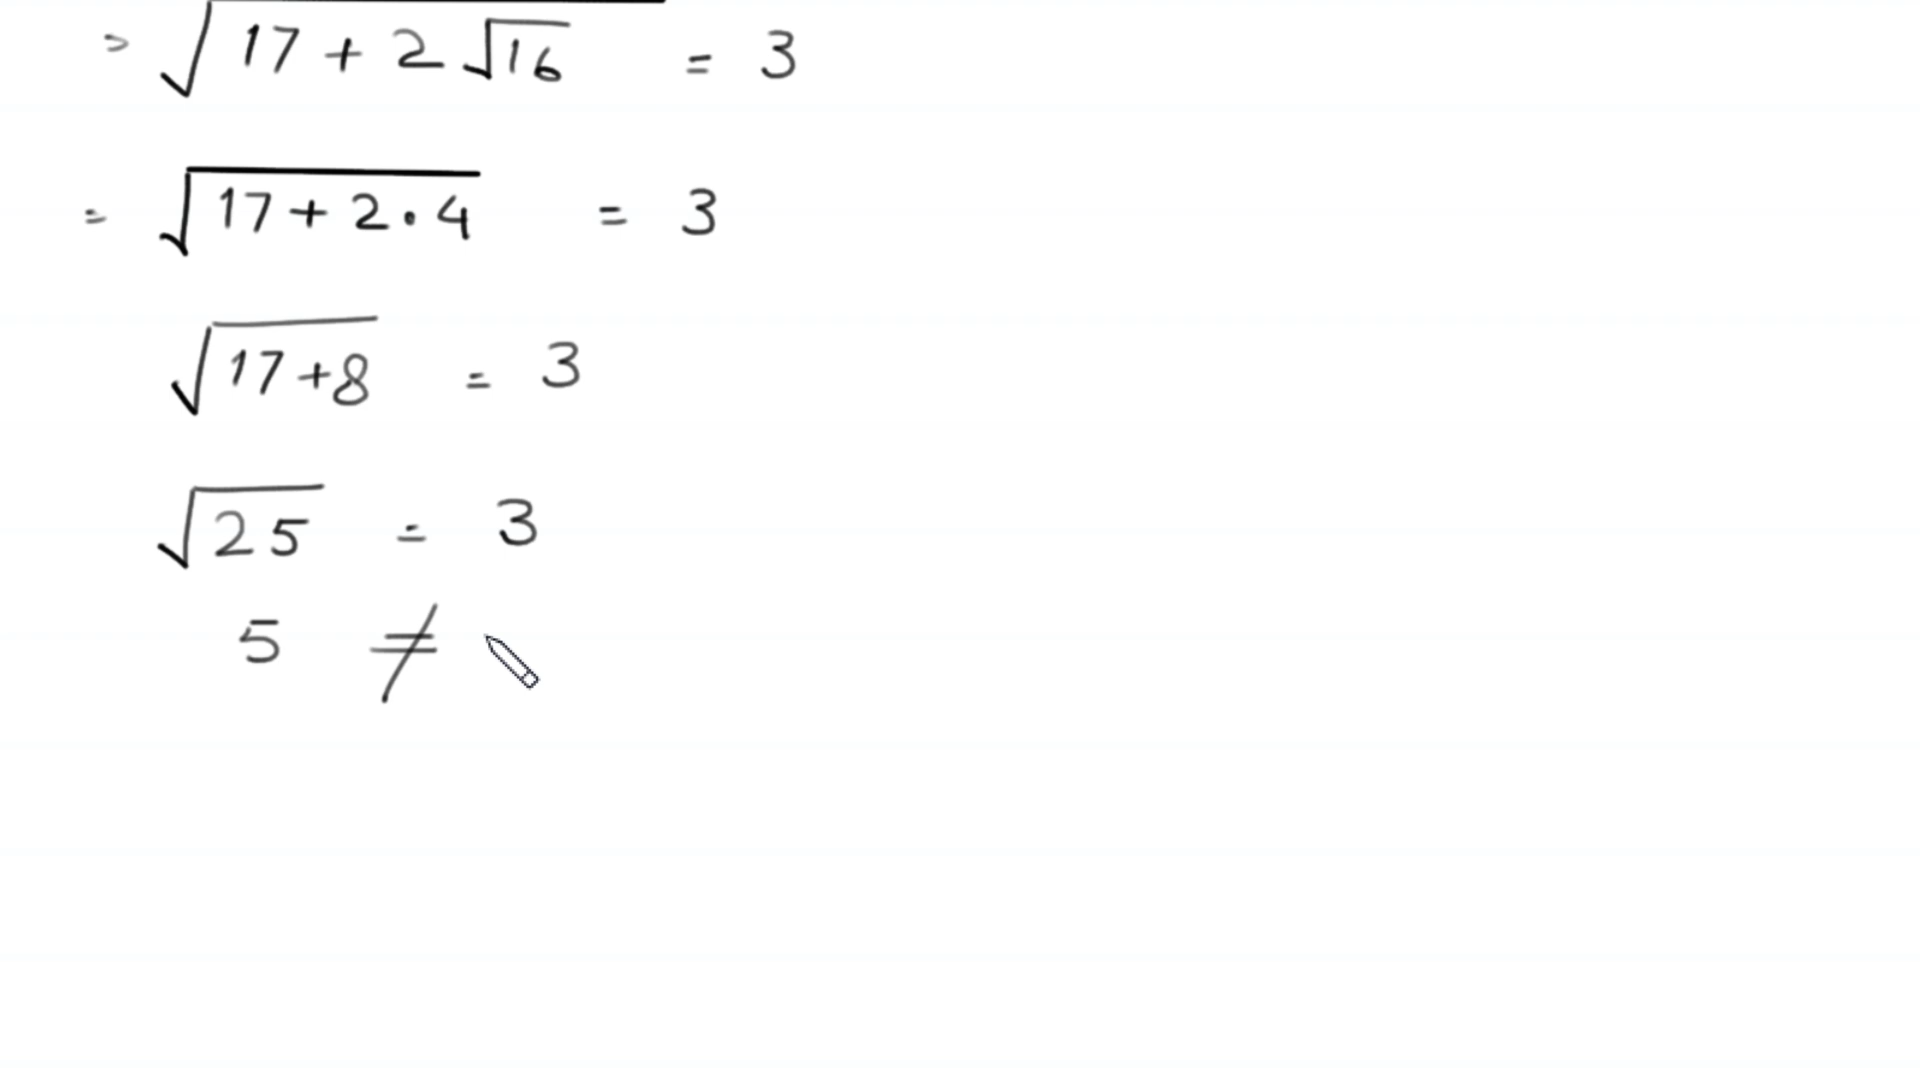 ⇒ √(17 + 2√16) = 3
= √(17 + 2·4) = 3
√(17+8) = 3
√25 = 3
5 ≠